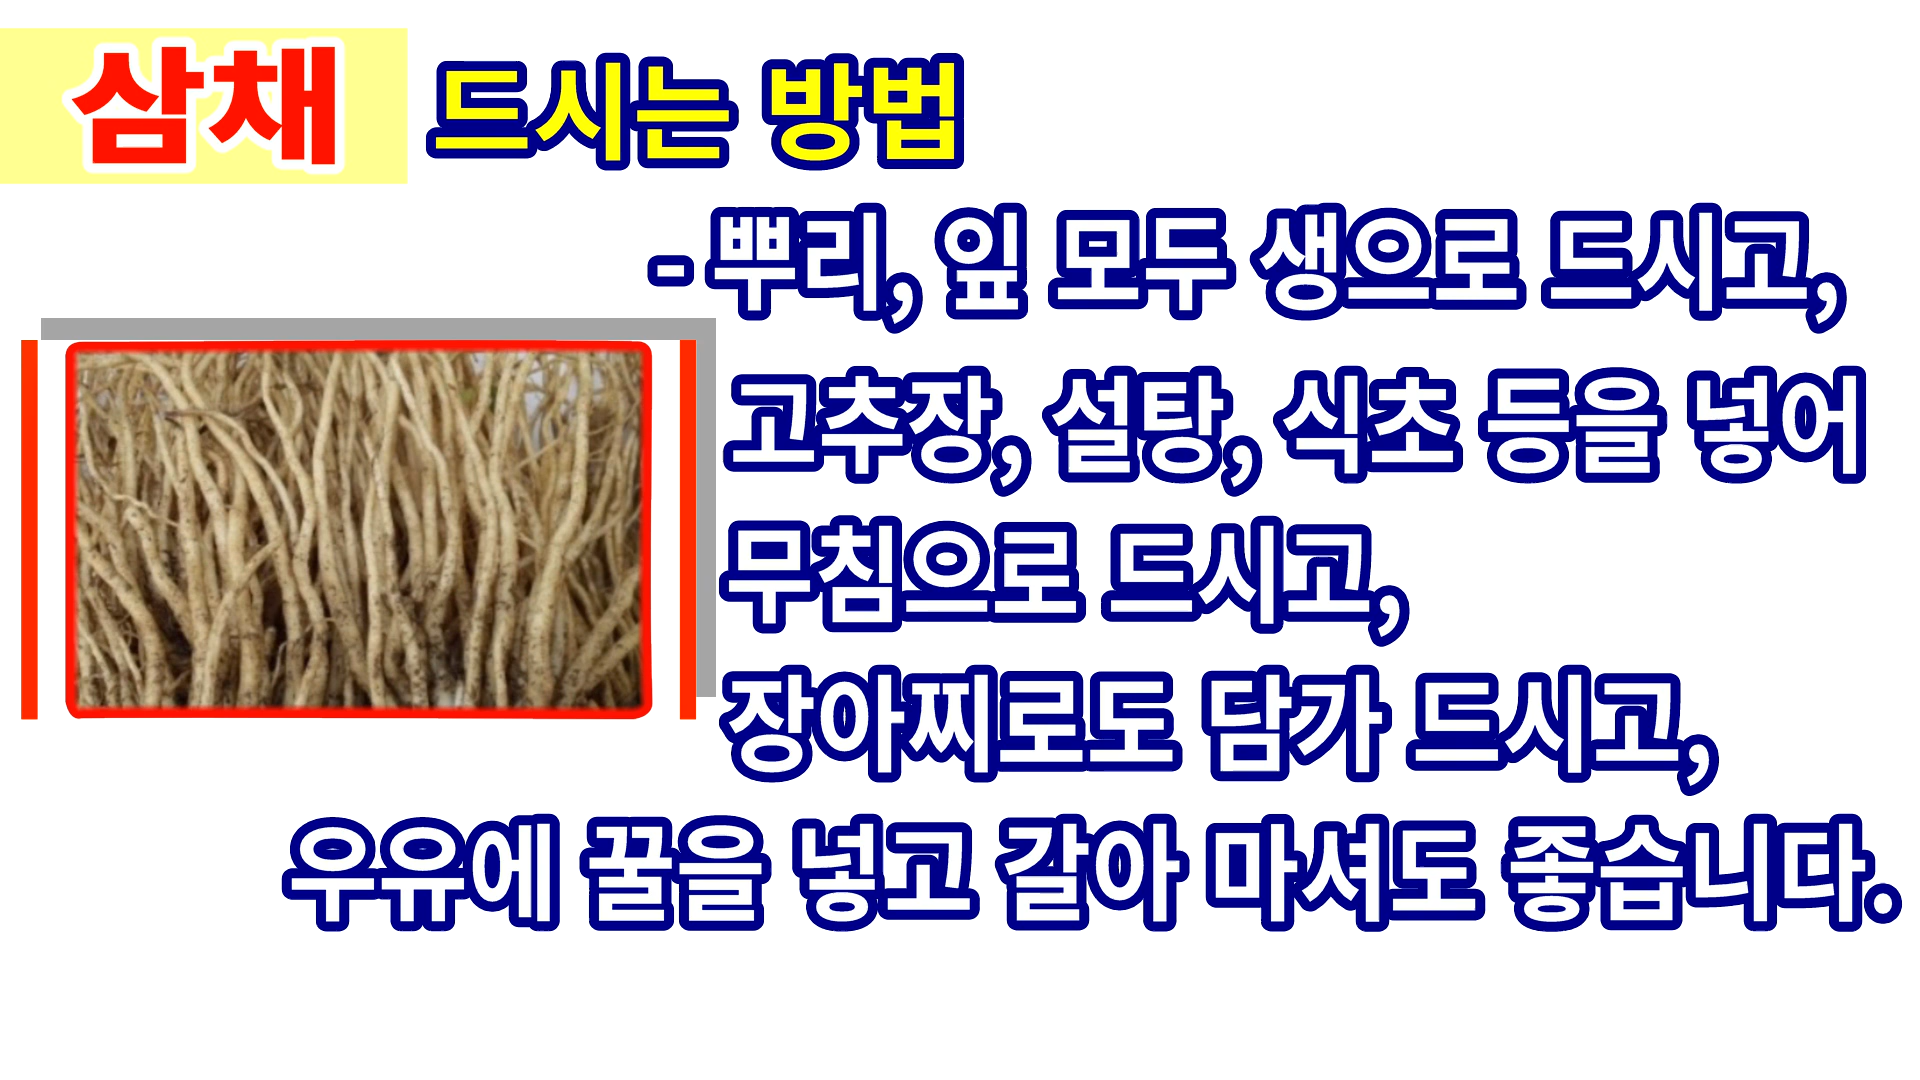 삼채 드시는 방법
- 뿌리, 잎 모두 생으로 드시고,
고추장, 설탕, 식초 등을 넣어
무침으로 드시고,
장아찌로도 담가 드시고,
우유에 꿀을 넣고 갈아 마셔도 좋습니다.